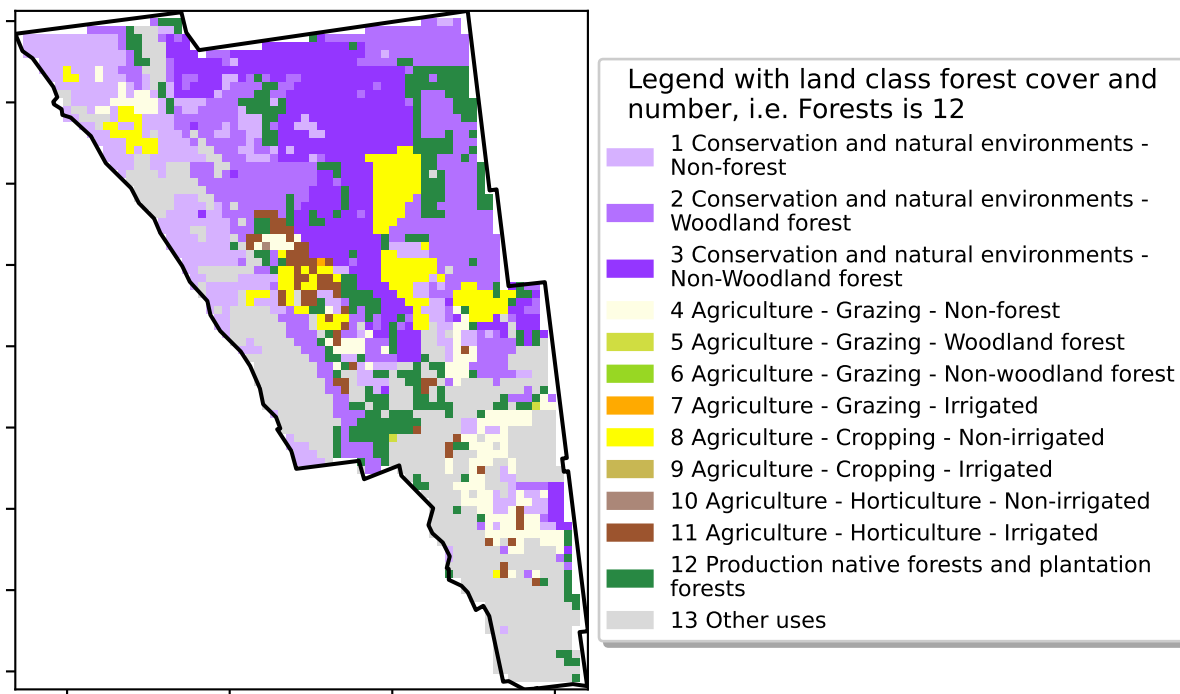 Legend with land class forest cover and
number, i.e. Forests is 12
1 Conservation and natural environments -
Non-forest
2 Conservation and natural environments -
Woodland forest
3 Conservation and natural environments -
Non-Woodland forest
4 Agriculture - Grazing - Non-forest
5 Agriculture - Grazing - Woodland forest
6 Agriculture - Grazing - Non-woodland forest
7 Agriculture - Grazing - Irrigated
8 Agriculture - Cropping - Non-irrigated
9 Agriculture - Cropping - Irrigated
10 Agriculture - Horticulture - Non-irrigated
11 Agriculture - Horticulture - Irrigated
12 Production native forests and plantation
forests
13 Other uses